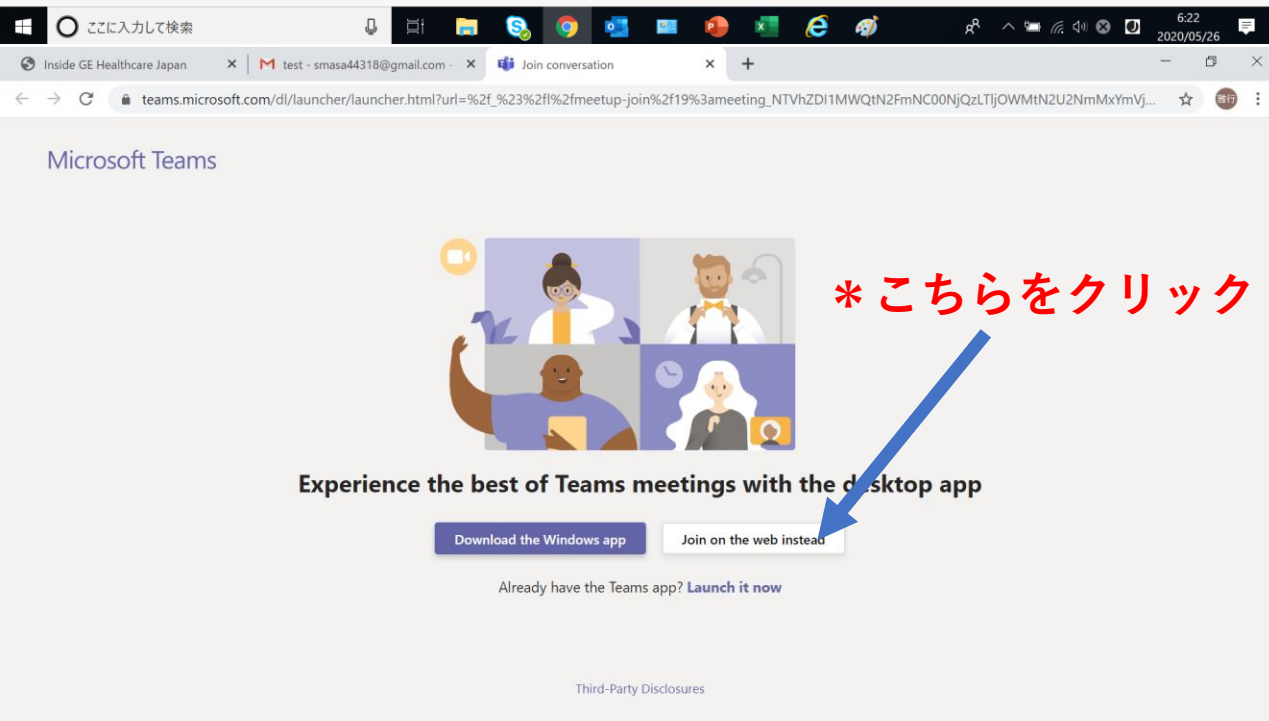 ここに入力して検索
6:22
2020/05/26
Inside GE Healthcare Japan
test - smasa44318@gmail.com -
Join conversation
teams.microsoft.com/dl/launcher/launcher.html?url=%2f_%23%2fl%2fmeetup-join%2f19%3ameeting_NTVhZDI1MWQtN2FmNC00NjQzLTljOWMtN2U2NmMxYmVj...
雅行
Microsoft Teams
＊こちらをクリック
Experience the best of Teams meetings with the desktop app
Download the Windows app
Join on the web instead
Already have the Teams app? Launch it now
Third-Party Disclosures